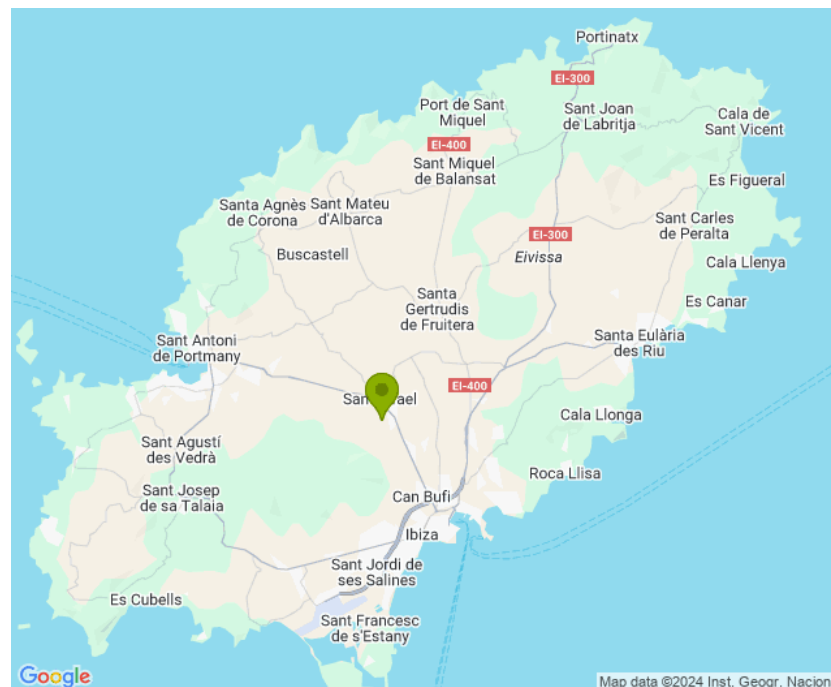 Portinatx
EI-300
Port de Sant
Miquel
Sant Joan
de Labritja
Cala de
Sant Vicent
EI-400
Sant Miquel
de Balansat
Es Figueral
Santa Agnès
de Corona
Sant Mateu
d'Albarca
Sant Carles
de Peralta
EI-300
Buscastell
Eivissa
Cala Llenya
Santa
Gertrudis
de Fruitera
Es Canar
Sant Antoni
de Portmany
Santa Eulària
des Riu
EI-400
Cala Llonga
Sant Agustí
des Vedrà
Roca Llisa
Sant Josep
de sa Talaia
Can Bufi
Ibiza
Sant Jordi de
ses Salines
Es Cubells
Sant Francesc
de s'Estany
Google
Map data ©2024 Inst. Geogr. Nacion